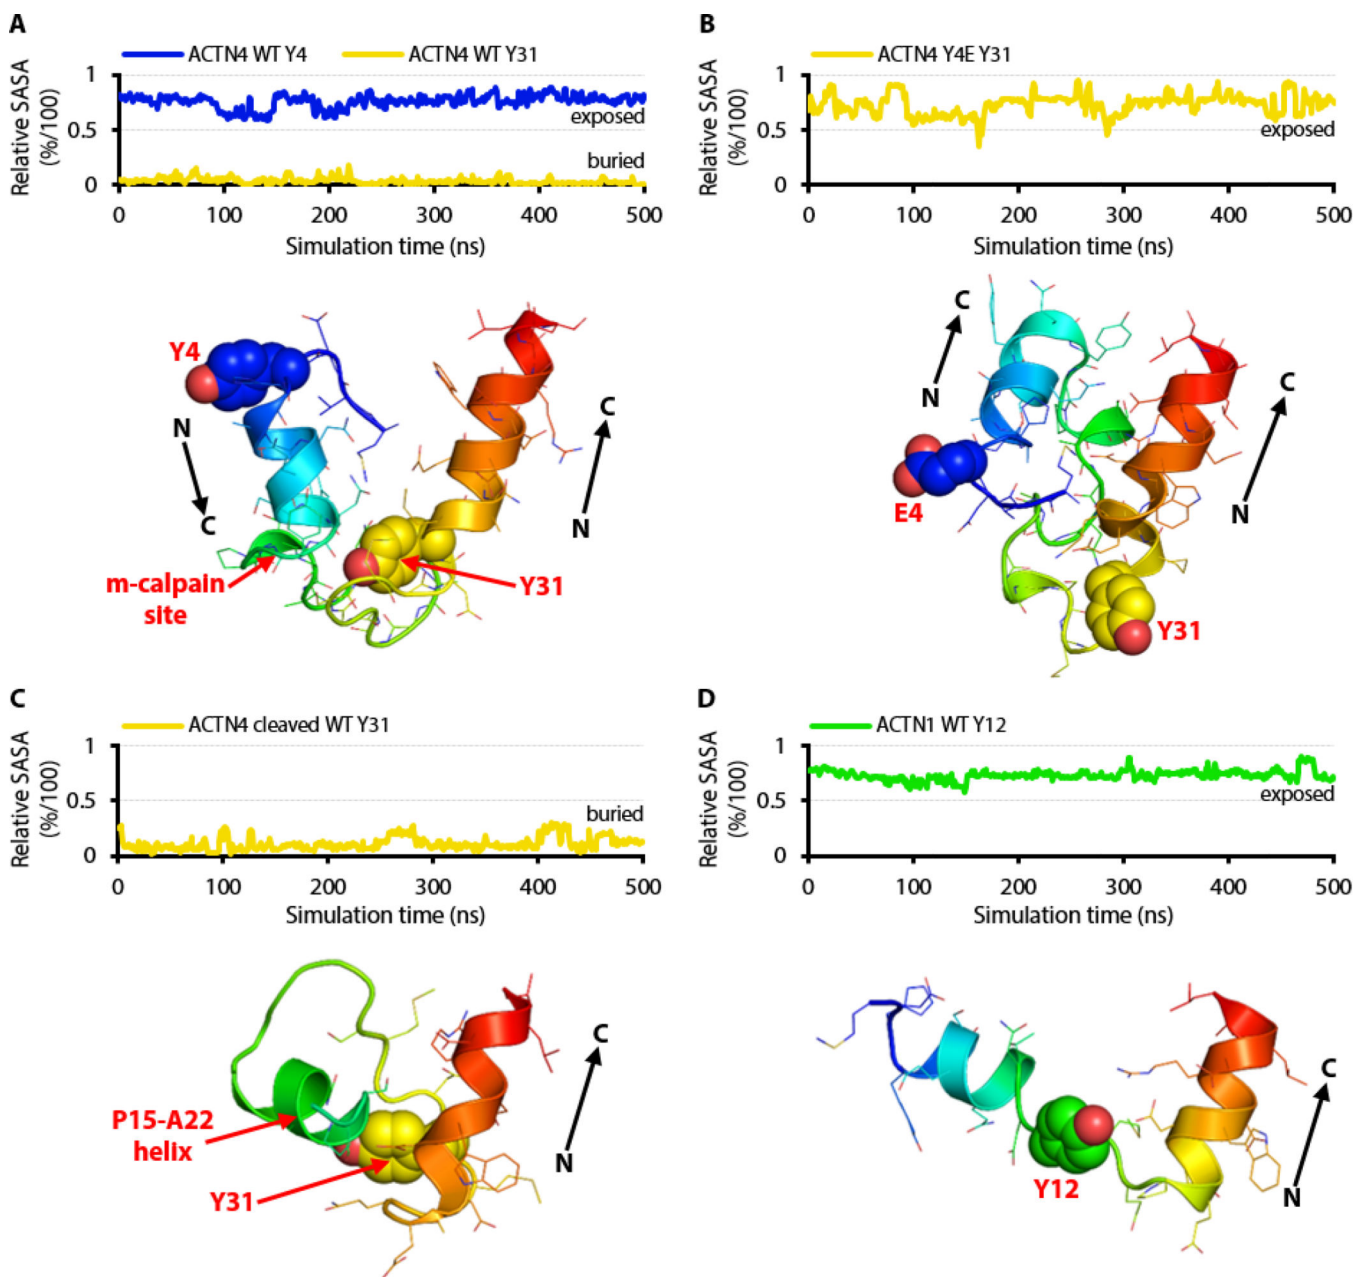 A
ACTN4 WT Y4
ACTN4 WT Y31
Relative SASA
(%/100)
1
0.5
0
exposed
buried
0 100 200 300 400 500
Simulation time (ns)
Y4
N
C
C
N
m-calpain
site
Y31
B
ACTN4 Y4E Y31
Relative SASA
(%/100)
1
0.5
0
exposed
0 100 200 300 400 500
Simulation time (ns)
C
N
C
N
E4
Y31
C
ACTN4 cleaved WT Y31
Relative SASA
(%/100)
1
0.5
0
buried
0 100 200 300 400 500
Simulation time (ns)
C
N
P15-A22
helix
Y31
D
ACTN1 WT Y12
Relative SASA
(%/100)
1
0.5
0
exposed
0 100 200 300 400 500
Simulation time (ns)
C
N
Y12